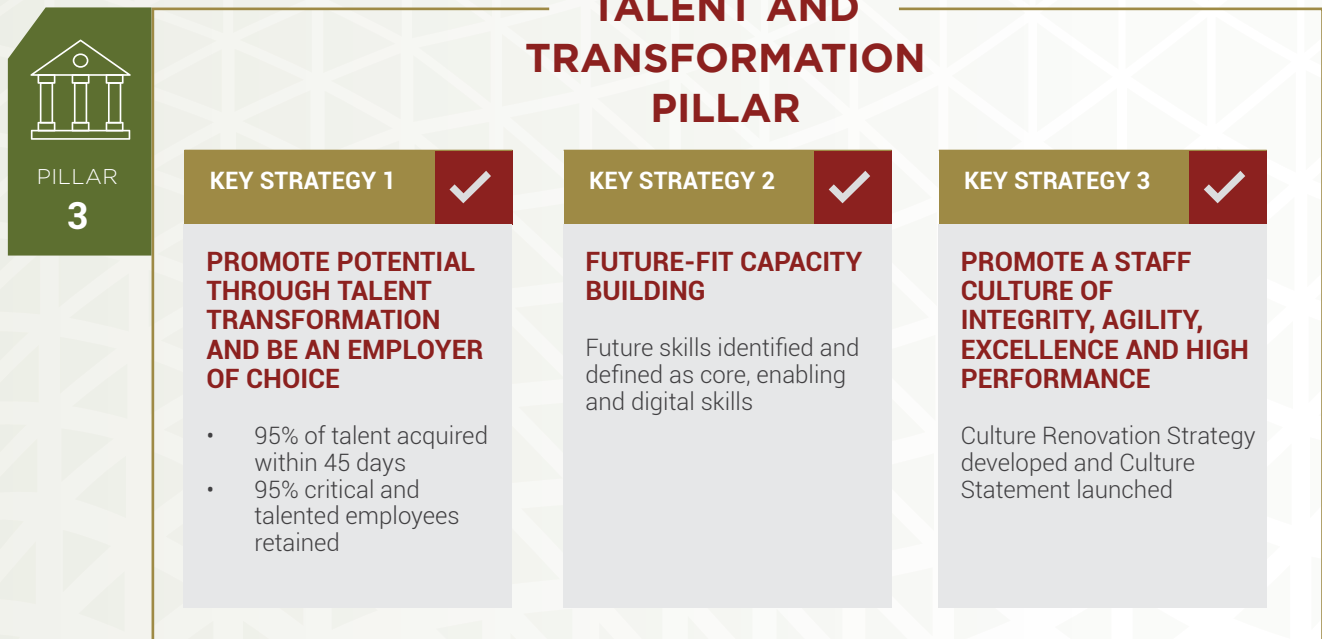 TALENT AND
TRANSFORMATION
PILLAR
PILLAR
3
KEY STRATEGY 1
PROMOTE POTENTIAL
THROUGH TALENT
TRANSFORMATION
AND BE AN EMPLOYER
OF CHOICE
• 95% of talent acquired
within 45 days
• 95% critical and
talented employees
retained
KEY STRATEGY 2
FUTURE-FIT CAPACITY
BUILDING
Future skills identified and
defined as core, enabling
and digital skills
KEY STRATEGY 3
PROMOTE A STAFF
CULTURE OF
INTEGRITY, AGILITY,
EXCELLENCE AND HIGH
PERFORMANCE
Culture Renovation Strategy
developed and Culture
Statement launched